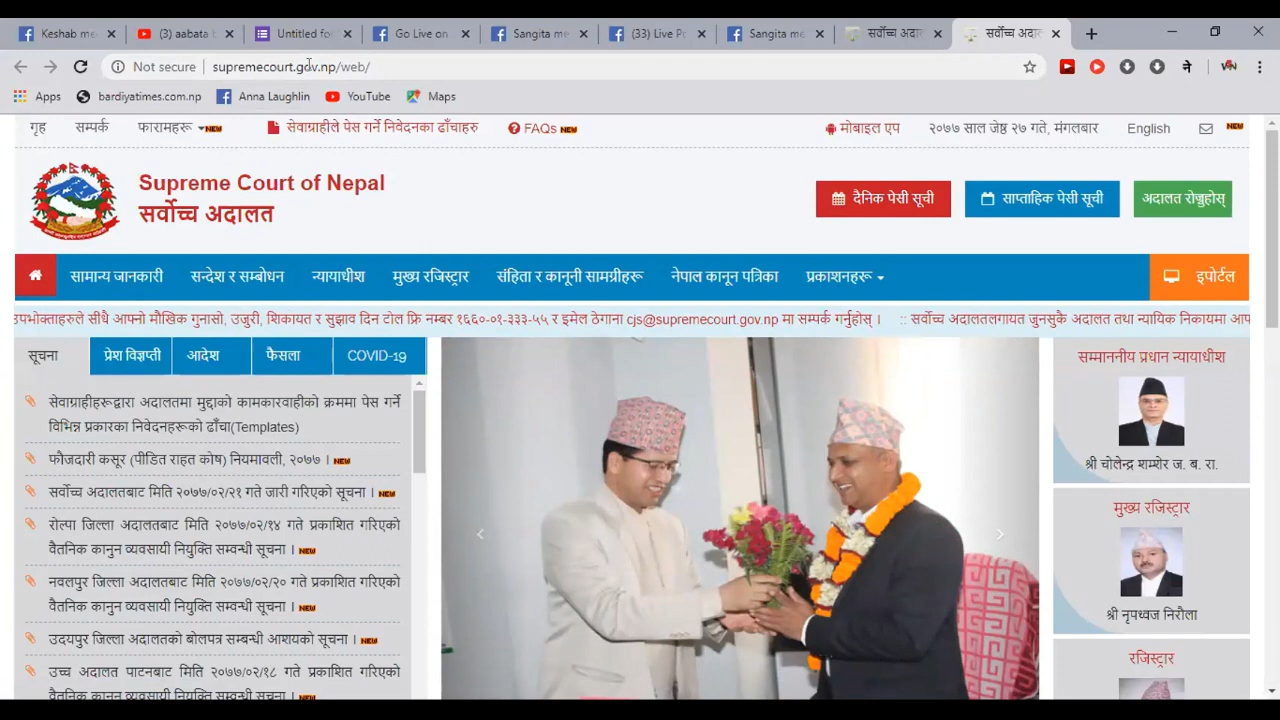 Keshab me
(3) aabata b
Untitled fo
Go Live on
Sangita me
(33) Live P
Sangita me
सर्वोच्च अदा
सर्वोच्च अदा
Not secure supremecourt.gov.np/web/
Apps bardiyatimes.com.np Anna Laughlin YouTube Maps
गृह सम्पर्क फारामहरू NEW सेवाग्राहीले पेस गर्ने निवेदनका ढाँचाहरु FAQs NEW मोबाइल एप २०७७ साल जेष्ठ २७ गते, मंगलबार English NEW
Supreme Court of Nepal
सर्वोच्च अदालत
दैनिक पेसी सूची साप्ताहिक पेसी सूची अदालत रोज्नुहोस्
सामान्य जानकारी सन्देश र सम्बोधन न्यायाधीश मुख्य रजिस्ट्रार संहिता र कानूनी सामग्रीहरू नेपाल कानून पत्रिका प्रकाशनहरू इपोर्टल
उपभोक्ताहरुले सीधै आफ्नो मौखिक गुनासो, उजुरी, शिकायत र सुझाव दिन टोल फ्रि नम्बर १६६०-०१-३३३-५५ र इमेल ठेगाना cjs@supremecourt.gov.np मा सम्पर्क गर्नुहोस् । :: सर्वोच्च अदालतलगायत जुनसुकै अदालत तथा न्यायिक निकायमा आप
सूचना प्रेश विज्ञप्ती आदेश फैसला COVID-19
सेवाग्राहीहरूद्वारा अदालतमा मुद्दाको कामकारवाहीको क्रममा पेस गर्ने
विभिन्न प्रकारका निवेदनहरूको ढाँचा(Templates)
फौजदारी कसूर (पीडित राहत कोष) नियमावली, २०७७ । NEW
सर्वोच्च अदालतबाट मिति २०७७/०२/२१ गते जारी गरिएको सूचना । NEW
रोल्पा जिल्ला अदालतबाट मिति २०७७/०२/१४ गते प्रकाशित गरिएको
वैतनिक कानुन व्यवसायी नियुक्ति सम्वन्धी सूचना । NEW
नवलपुर जिल्ला अदालतबाट मिति २०७७/०२/२० गते प्रकाशित गरिएको
वैतनिक कानुन व्यवसायी नियुक्ति सम्वन्धी सूचना । NEW
उदयपुर जिल्ला अदालतको बोलपत्र सम्बन्धी आशयको सूचना । NEW
उच्च अदालत पाटनबाट मिति २०७७/०२/१८ गते प्रकाशित गरिएको
वैतनिक कानुन व्यवसायी नियुक्ति सम्वन्धी सूचना । NEW
सम्माननीय प्रधान न्यायाधीश
श्री चोलेन्द्र शम्शेर ज. ब. रा.
मुख्य रजिस्ट्रार
श्री नृपध्वज निरौला
रजिस्ट्रार